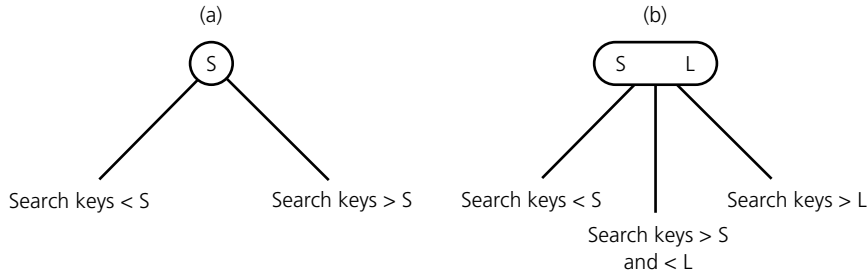 (a)
S
Search keys < S
Search keys > S
(b)
S L
Search keys < S
Search keys > S
and < L
Search keys > L